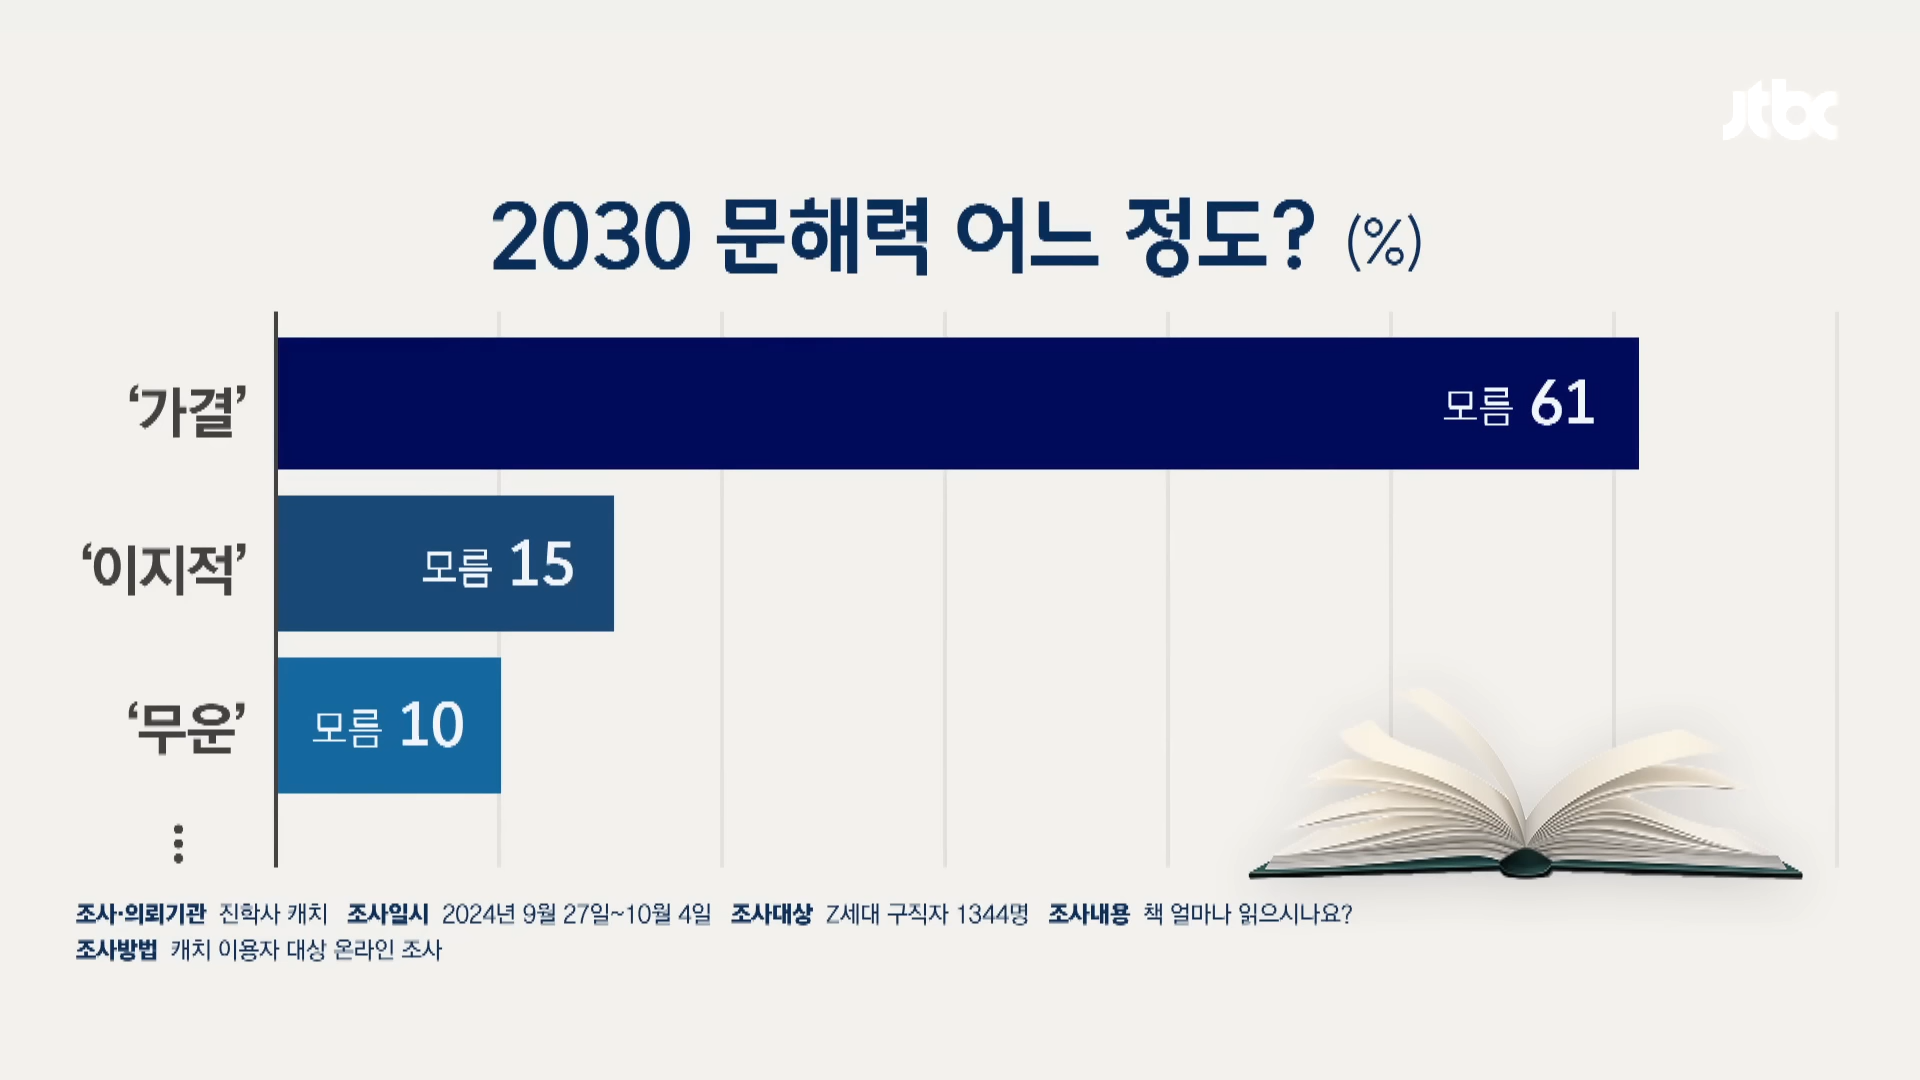 jtbc
2030 문해력 어느 정도? (%)
‘가결’ 모름 61
‘이지적’ 모름 15
‘무운’ 모름 10
⋮
조사·의뢰기관 진학사 캐치 조사일시 2024년 9월 27일~10월 4일 조사대상 Z세대 구직자 1344명 조사내용 책 얼마나 읽으시나요?
조사방법 캐치 이용자 대상 온라인 조사